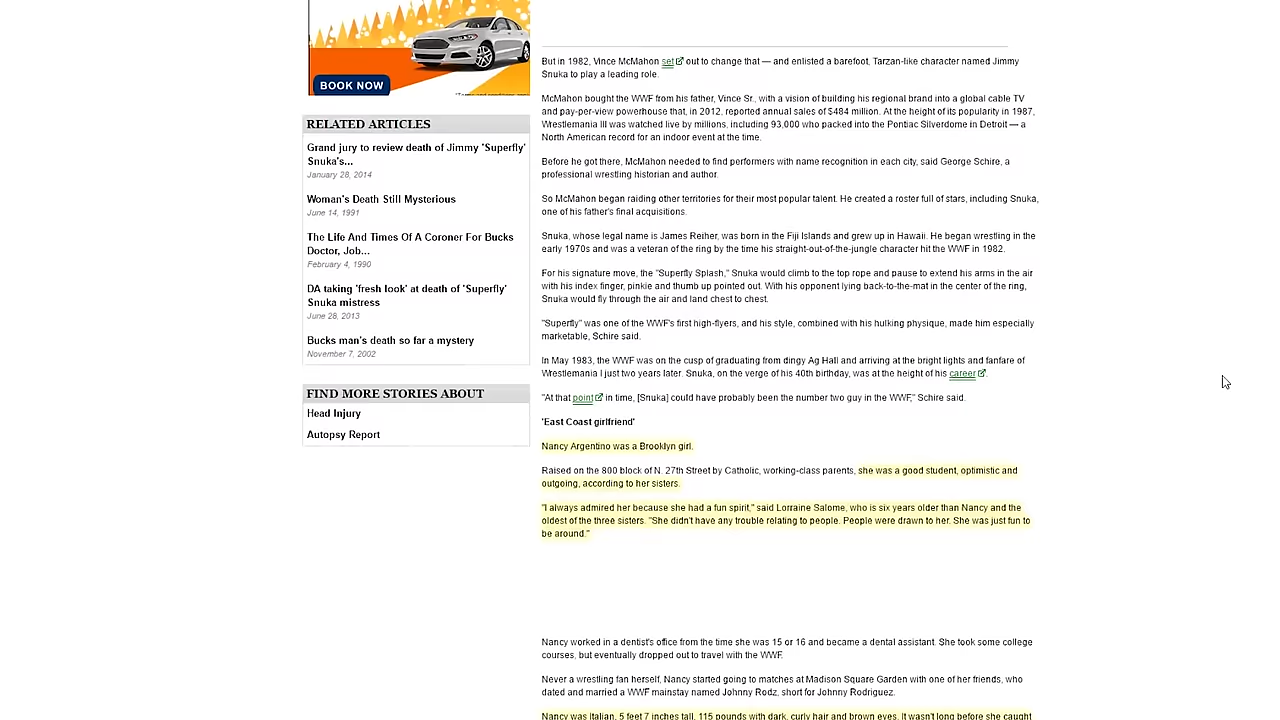 BOOK NOW
RELATED ARTICLES
Grand jury to review death of Jimmy 'Superfly'
Snuka's...
January 28, 2014
Woman's Death Still Mysterious
June 14, 1991
The Life And Times Of A Coroner For Bucks
Doctor, Job...
February 4, 1990
DA taking 'fresh look' at death of 'Superfly'
Snuka mistress
June 28, 2013
Bucks man's death so far a mystery
November 7, 2002
FIND MORE STORIES ABOUT
Head Injury
Autopsy Report
But in 1982, Vince McMahon set out to change that — and enlisted a barefoot, Tarzan-like character named Jimmy
Snuka to play a leading role.
McMahon bought the WWF from his father, Vince Sr., with a vision of building his regional brand into a global cable TV
and pay-per-view powerhouse that, in 2012, reported annual sales of $484 million. At the height of its popularity in 1987,
Wrestlemania III was watched live by millions, including 93,000 who packed into the Pontiac Silverdome in Detroit — a
North American record for an indoor event at the time.
Before he got there, McMahon needed to find performers with name recognition in each city, said George Schire, a
professional wrestling historian and author.
So McMahon began raiding other territories for their most popular talent. He created a roster full of stars, including Snuka,
one of his father's final acquisitions.
Snuka, whose legal name is James Reiher, was born in the Fiji Islands and grew up in Hawaii. He began wrestling in the
early 1970s and was a veteran of the ring by the time his straight-out-of-the-jungle character hit the WWF in 1982.
For his signature move, the "Superfly Splash," Snuka would climb to the top rope and pause to extend his arms in the air
with his index finger, pinkie and thumb up pointed out. With his opponent lying back-to-the-mat in the center of the ring,
Snuka would fly through the air and land chest to chest.
"Superfly" was one of the WWF's first high-flyers, and his style, combined with his hulking physique, made him especially
marketable, Schire said.
In May 1983, the WWF was on the cusp of graduating from dingy Ag Hall and arriving at the bright lights and fanfare of
Wrestlemania I just two years later. Snuka, on the verge of his 40th birthday, was at the height of his career.
"At that point in time, [Snuka] could have probably been the number two guy in the WWF," Schire said.
'East Coast girlfriend'
Nancy Argentino was a Brooklyn girl.
Raised on the 800 block of N. 27th Street by Catholic, working-class parents, she was a good student, optimistic and
outgoing, according to her sisters.
"I always admired her because she had a fun spirit," said Lorraine Salome, who is six years older than Nancy and the
oldest of the three sisters. "She didn't have any trouble relating to people. People were drawn to her. She was just fun to
be around."
Nancy worked in a dentist's office from the time she was 15 or 16 and became a dental assistant. She took some college
courses, but eventually dropped out to travel with the WWF.
Never a wrestling fan herself, Nancy started going to matches at Madison Square Garden with one of her friends, who
dated and married a WWF mainstay named Johnny Rodz, short for Johnny Rodriguez.
Nancy was Italian, 5 feet 7 inches tall, 115 pounds with dark, curly hair and brown eyes. It wasn't long before she caught